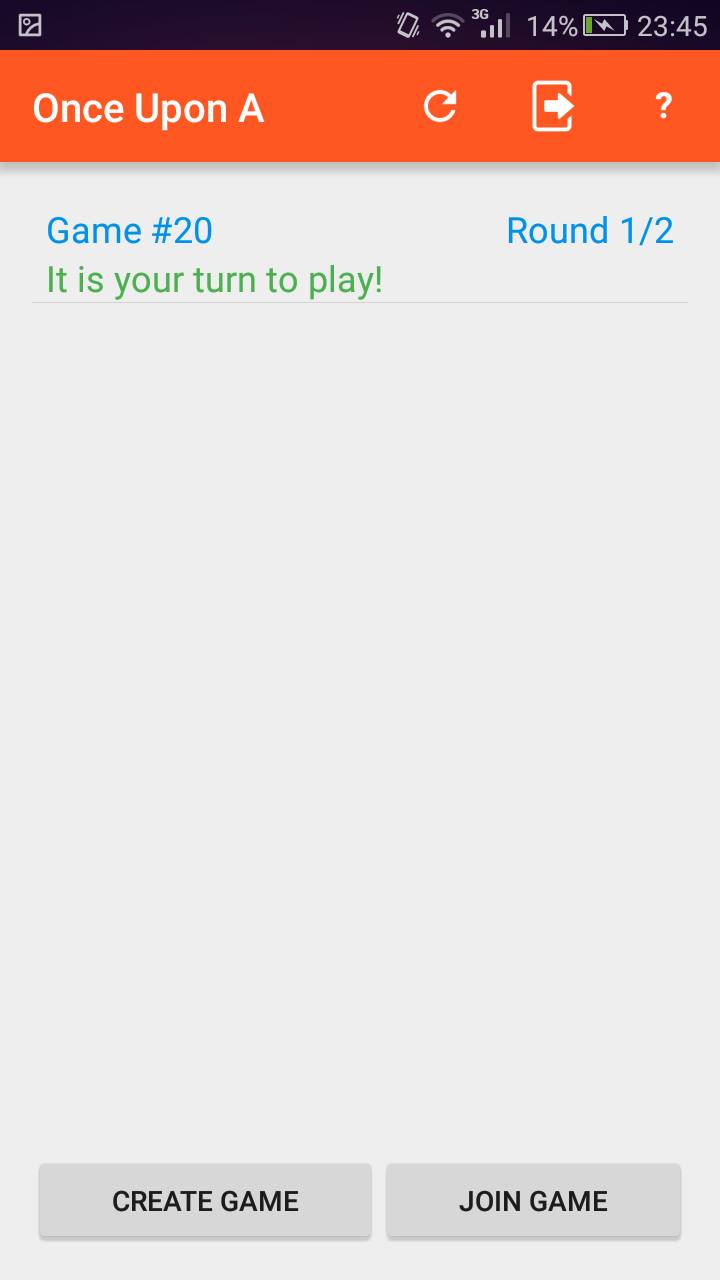 3G 14% 23:45
Once Upon A ?
Game #20 Round 1/2
It is your turn to play!
CREATE GAME JOIN GAME